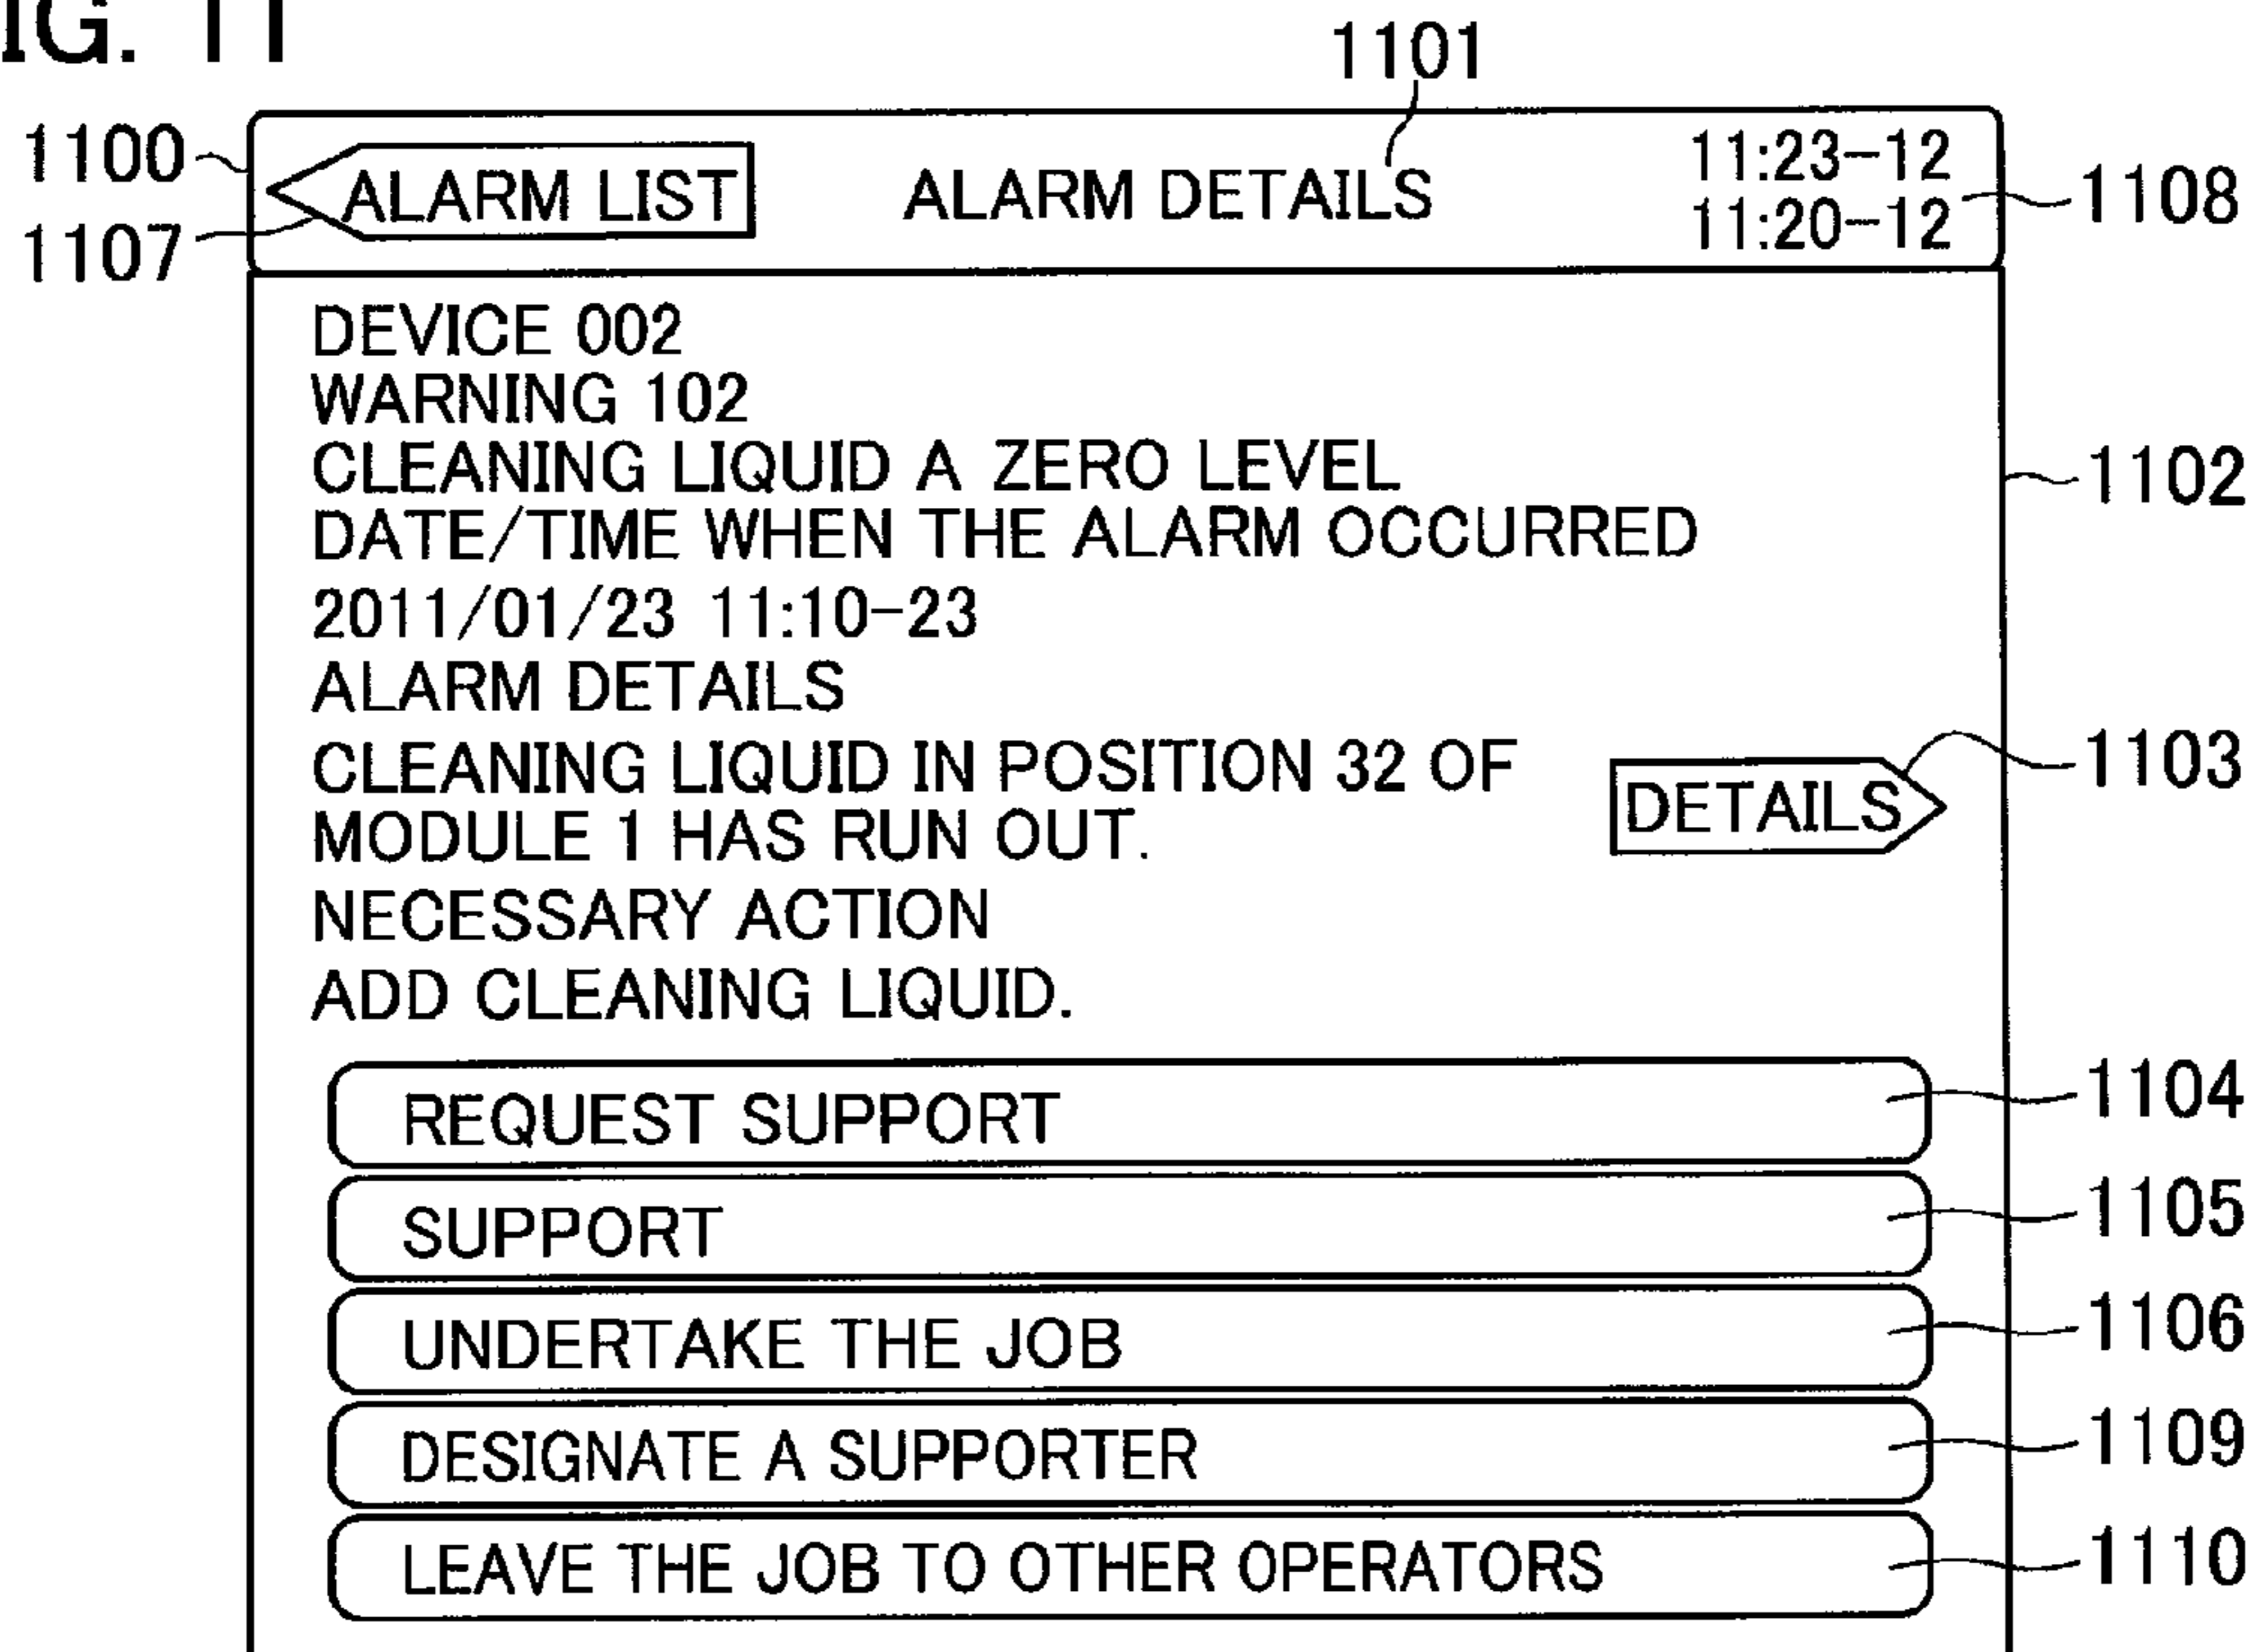 IG. 11
1101
1100
ALARM LIST
ALARM DETAILS
11:23-12
11:20-12
1108
1107
DEVICE 002
WARNING 102
CLEANING LIQUID A ZERO LEVEL
1102
DATE/TIME WHEN THE ALARM OCCURRED
2011/01/23 11:10-23
ALARM DETAILS
CLEANING LIQUID IN POSITION 32 OF
MODULE 1 HAS RUN OUT.
DETAILS
1103
NECESSARY ACTION
ADD CLEANING LIQUID.
REQUEST SUPPORT
1104
SUPPORT
1105
UNDERTAKE THE JOB
1106
DESIGNATE A SUPPORTER
1109
LEAVE THE JOB TO OTHER OPERATORS
1110